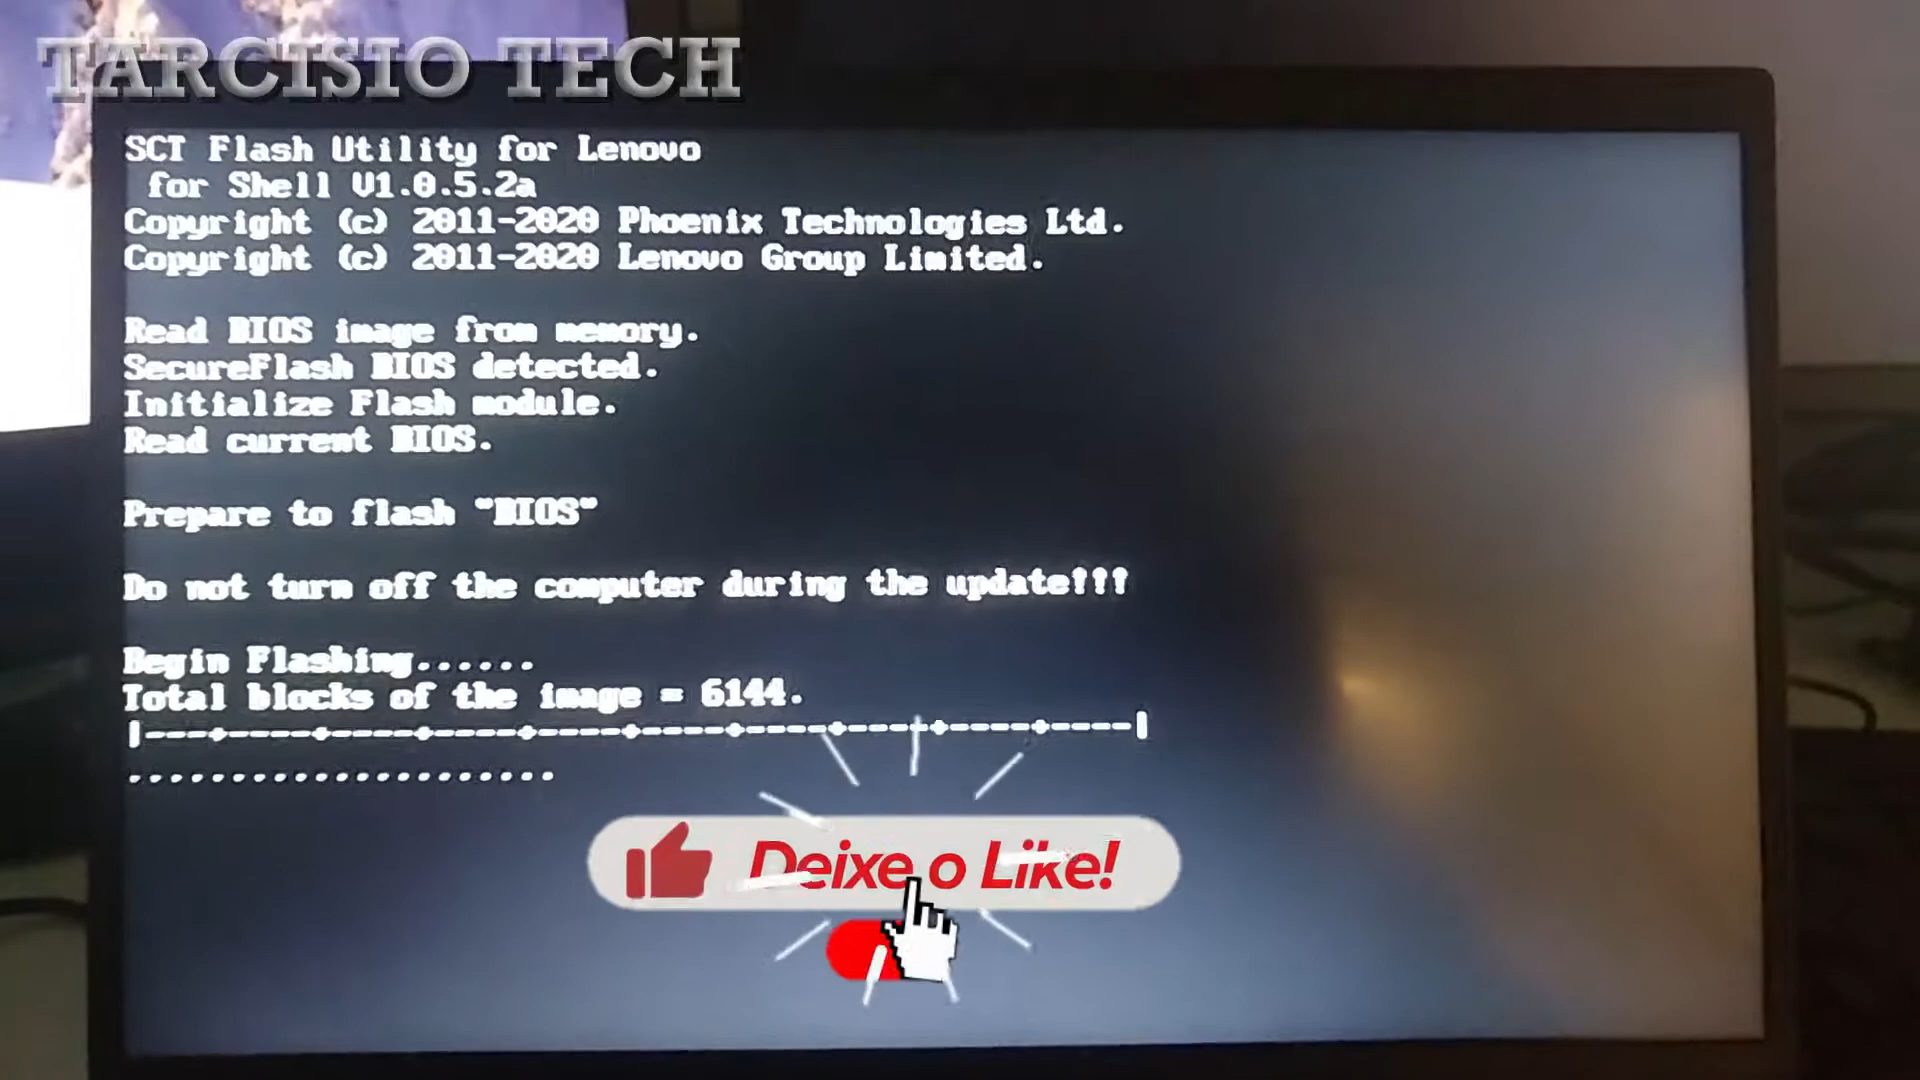 TARCISIO TECH
SCT Flash Utility for Lenovo
for Shell V1.0.5.2a
Copyright (c) 2011-2020 Phoenix Technologies Ltd.
Copyright (c) 2011-2020 Lenovo Group Limited.
Read BIOS image from memory.
SecureFlash BIOS detected.
Initialize Flash module.
Read current BIOS.
Prepare to flash "BIOS"
Do not turn off the computer during the update!!!
Begin Flashing......
Total blocks of the image = 6144.
|----+----+----+----+----+----+----+----+----+----|
.....................
Deixe o Like!